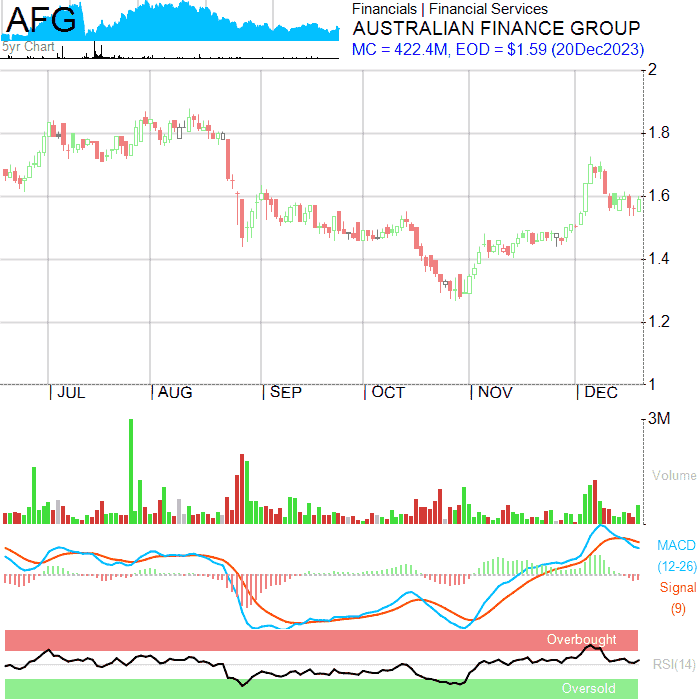 AFG
5yr Chart
Financials | Financial Services
AUSTRALIAN FINANCE GROUP
MC = 422.4M, EOD = $1.59 (20Dec2023)
2
1.8
1.6
1.4
1.2
1
JUL AUG SEP OCT NOV DEC
3M
Volume
MACD
(12-26)
Signal
(9)
Overbought
RSI(14)
Oversold